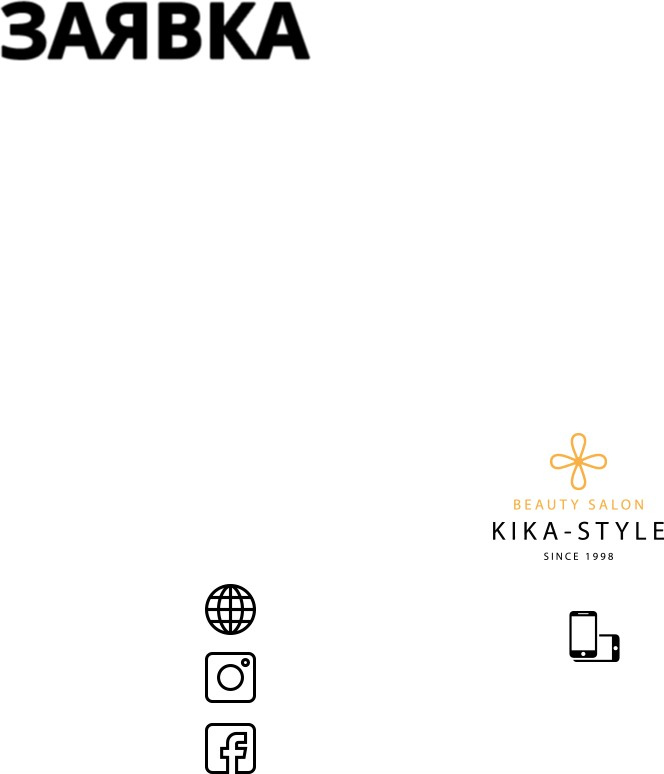 ЗАЯВКА
BEAUTY SALON
KIKA-STYLE
SINCE 1998